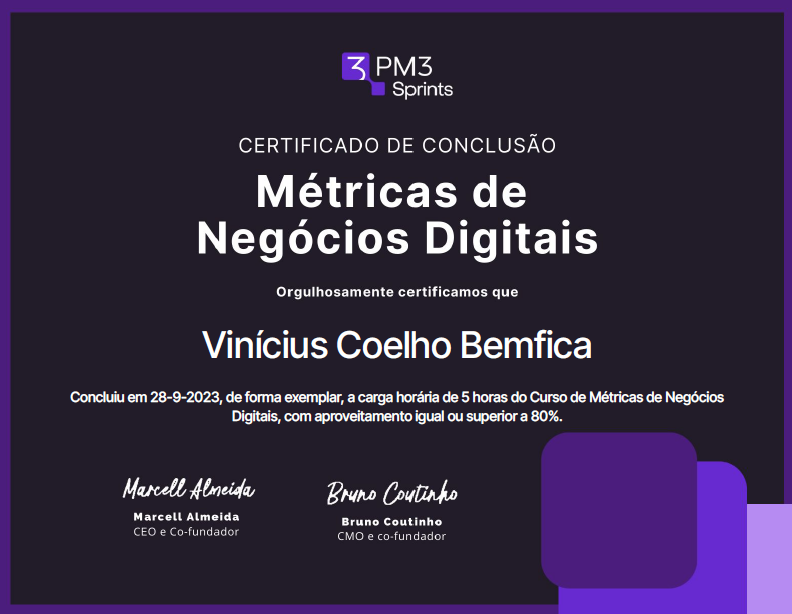 PM3
Sprints
CERTIFICADO DE CONCLUSÃO
Métricas de
Negócios Digitais
Orgulhosamente certificamos que
Vinícius Coelho Bemfica
Concluiu em 28-9-2023, de forma exemplar, a carga horária de 5 horas do Curso de Métricas de Negócios
Digitais, com aproveitamento igual ou superior a 80%.
Marcell Almeida
Marcell Almeida
CEO e Co-fundador
Bruno Coutinho
Bruno Coutinho
CMO e co-fundador